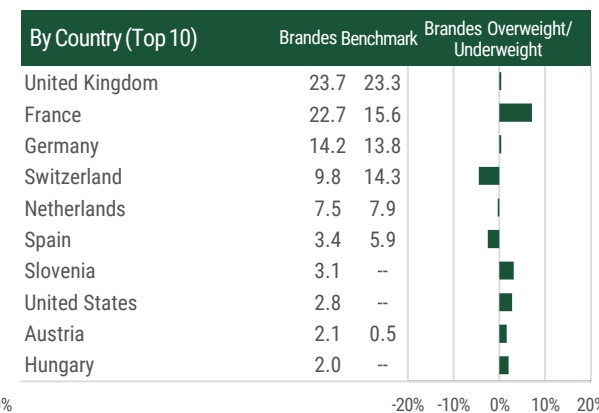 By Country (Top 10) Brandes Benchmark Brandes Overweight/
Underweight
United Kingdom 23.7 23.3
France 22.7 15.6
Germany 14.2 13.8
Switzerland 9.8 14.3
Netherlands 7.5 7.9
Spain 3.4 5.9
Slovenia 3.1 --
United States 2.8 --
Austria 2.1 0.5
Hungary 2.0 --
-20% -10% 0% 10% 20%